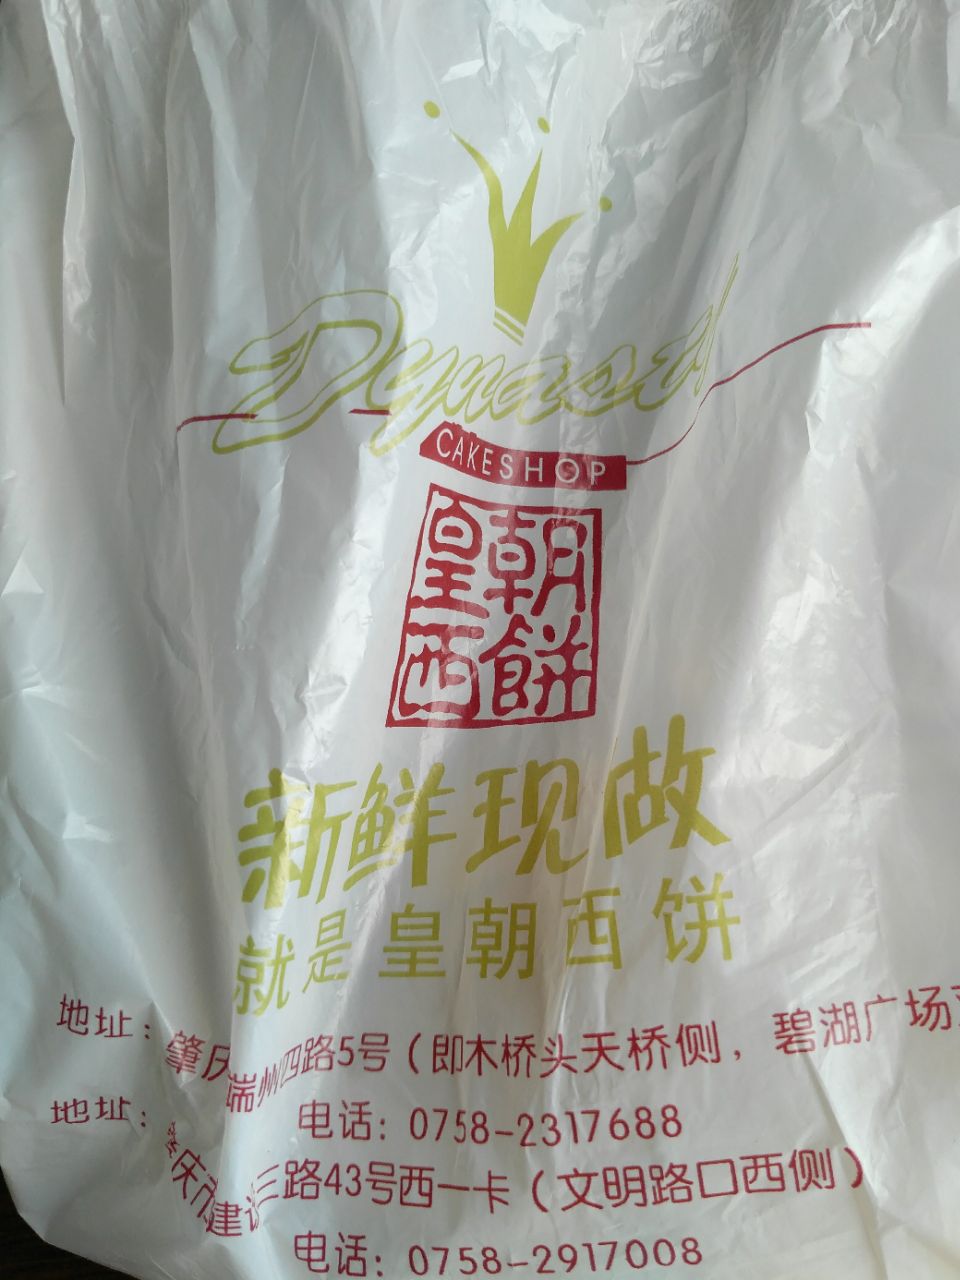 Dynasty
CAKESHOP
皇朝
西餅
新鲜现做
就是皇朝西饼
地址：肇庆端州四路5号（即木桥头天桥侧，碧湖广场
电话：0758-2317688
地址：肇庆市建设三路43号西一卡（文明路口西侧）
电话：0758-2917008